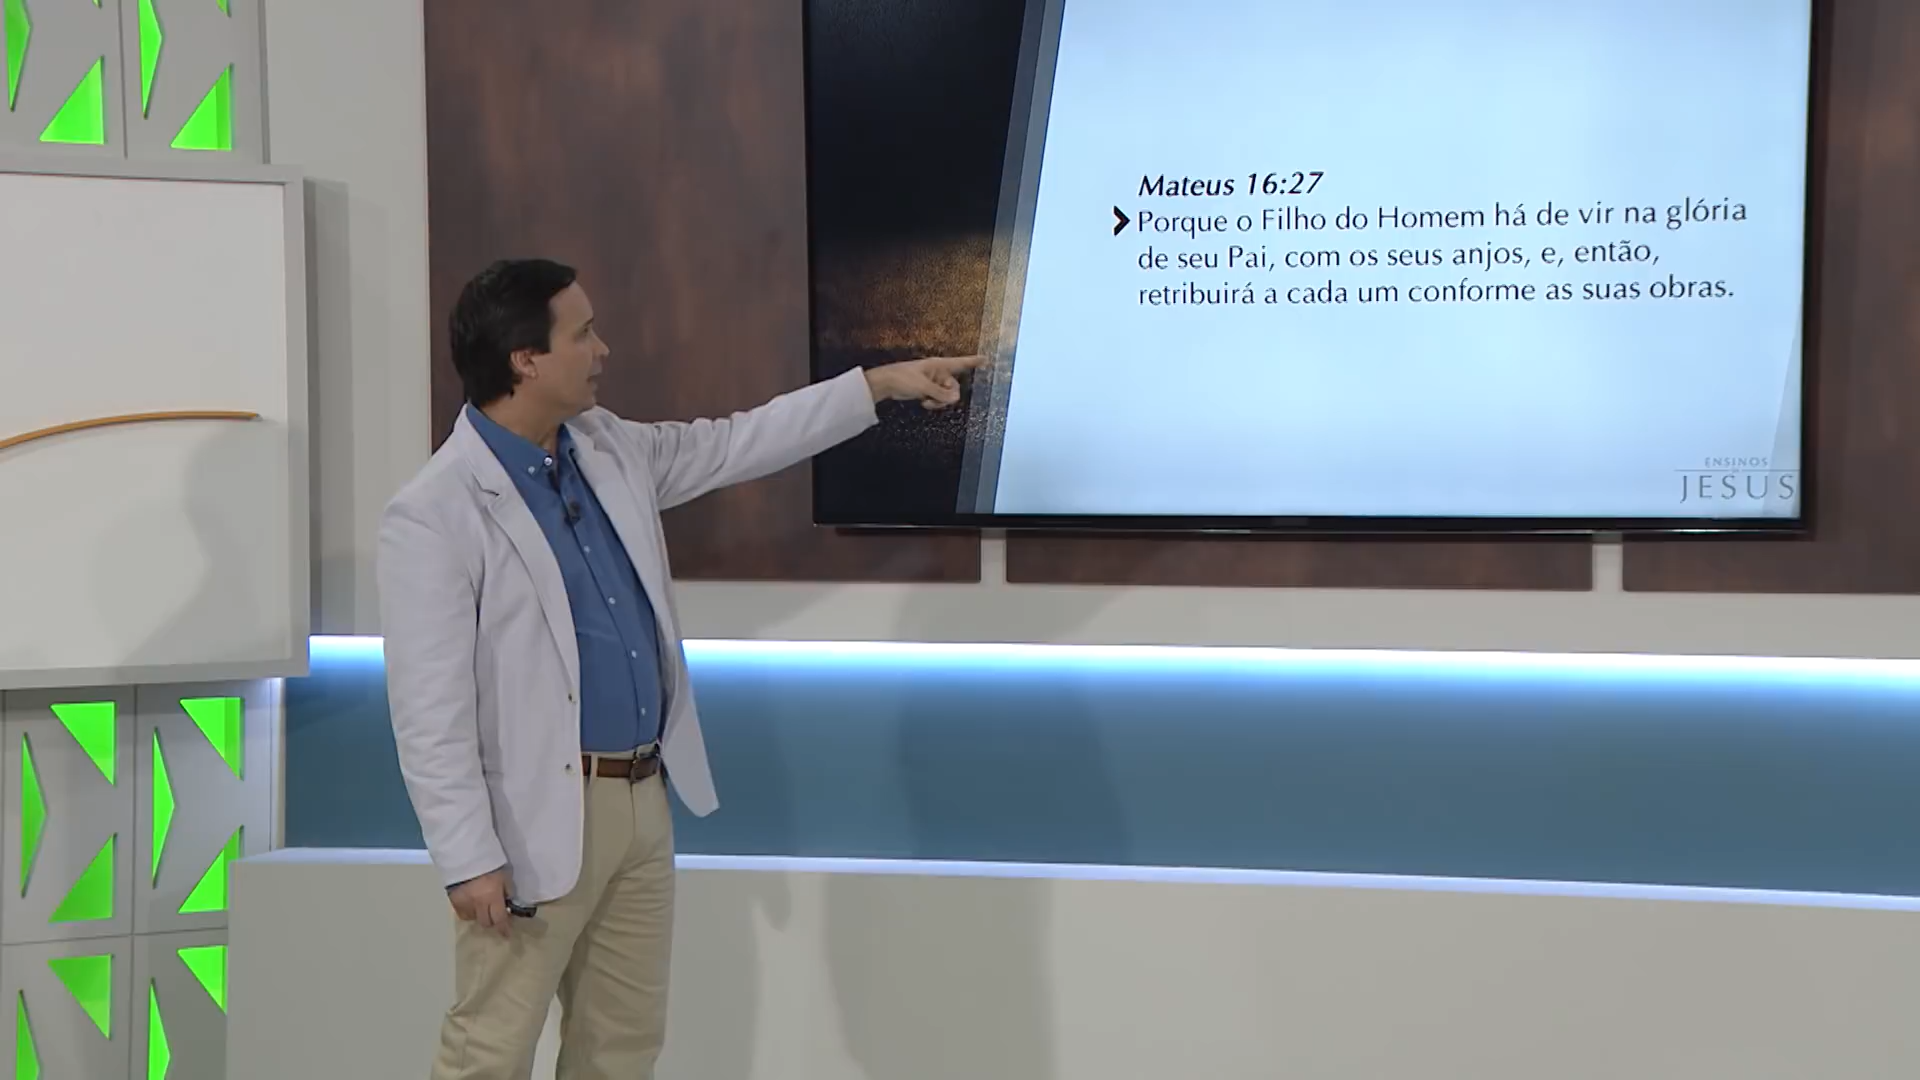 Mateus 16:27
Porque o Filho do Homem há de vir na glória
de seu Pai, com os seus anjos, e, então,
retribuirá a cada um conforme as suas obras.
ENSINOS
JESUS